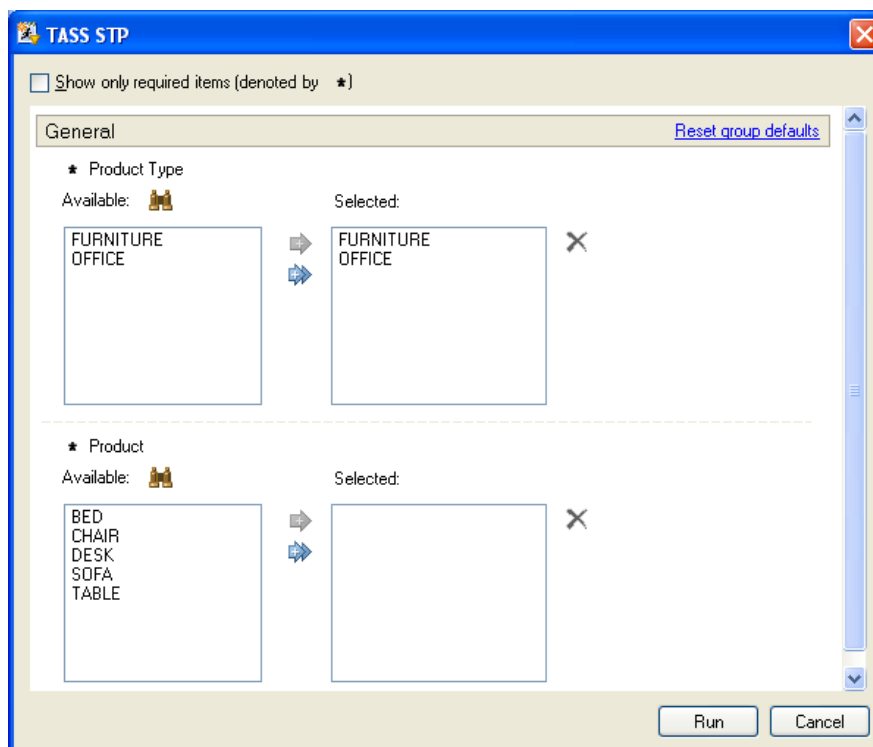 TASS STP
Show only required items (denoted by *)
General Reset group defaults
* Product Type
Available: Selected:
FURNITURE FURNITURE
OFFICE OFFICE
* Product
Available: Selected:
BED
CHAIR
DESK
SOFA
TABLE
Run Cancel